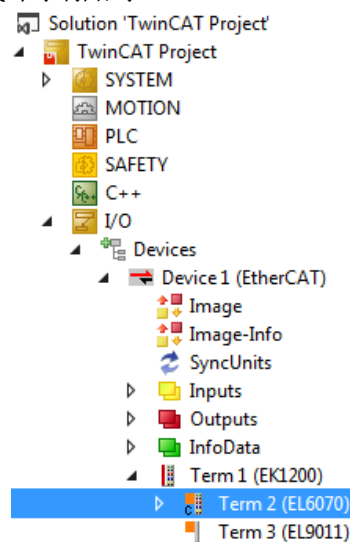 Solution 'TwinCAT Project'
TwinCAT Project
SYSTEM
MOTION
PLC
SAFETY
C++
I/O
Devices
Device 1 (EtherCAT)
Image
Image-Info
SyncUnits
Inputs
Outputs
InfoData
Term 1 (EK1200)
Term 2 (EL6070)
Term 3 (EL9011)